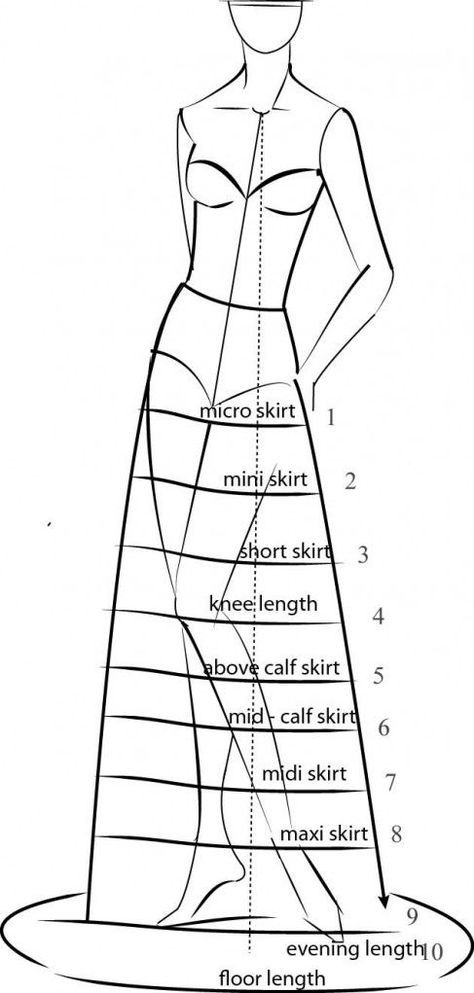 micro skirt 1
mini skirt 2
short skirt 3
knee length 4
above calf skirt 5
mid - calf skirt 6
midi skirt 7
maxi skirt 8
9
evening length 10
floor length